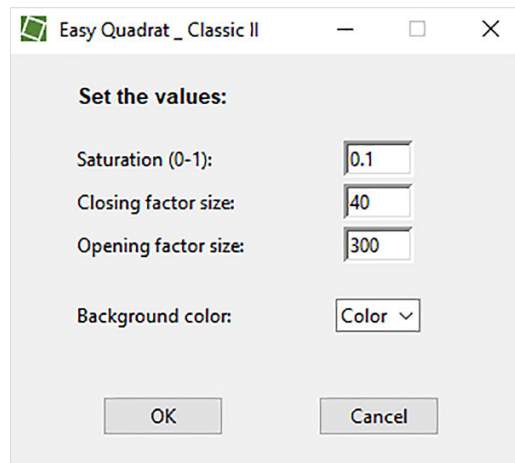 Easy Quadrat _ Classic II
Set the values:
Saturation (0-1): 0.1
Closing factor size: 40
Opening factor size: 300
Background color: Color
OK Cancel